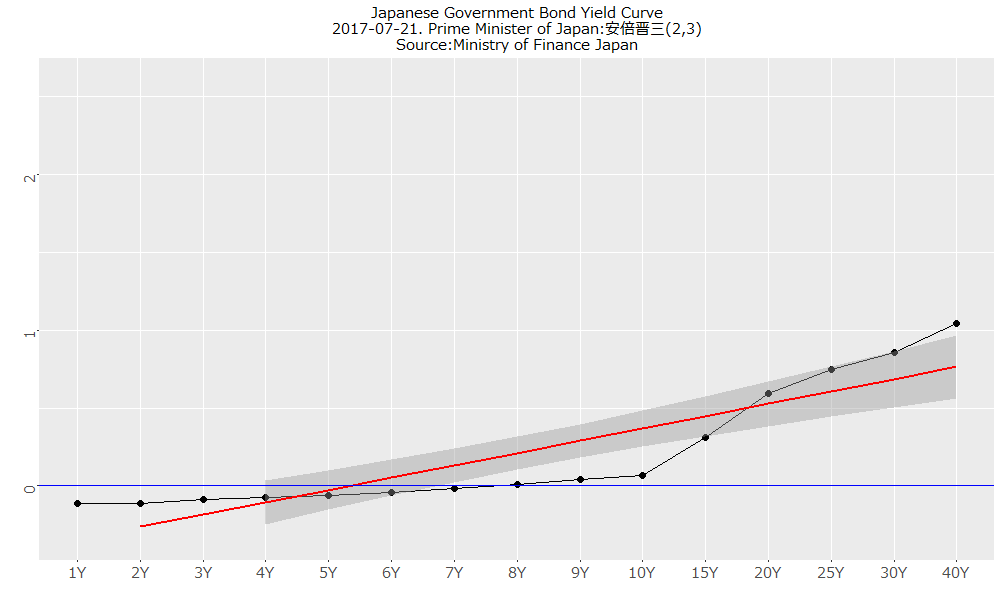 Japanese Government Bond Yield Curve
2017-07-21. Prime Minister of Japan:安倍晋三(2,3)
Source:Ministry of Finance Japan
2
1
0
1Y 2Y 3Y 4Y 5Y 6Y 7Y 8Y 9Y 10Y 15Y 20Y 25Y 30Y 40Y